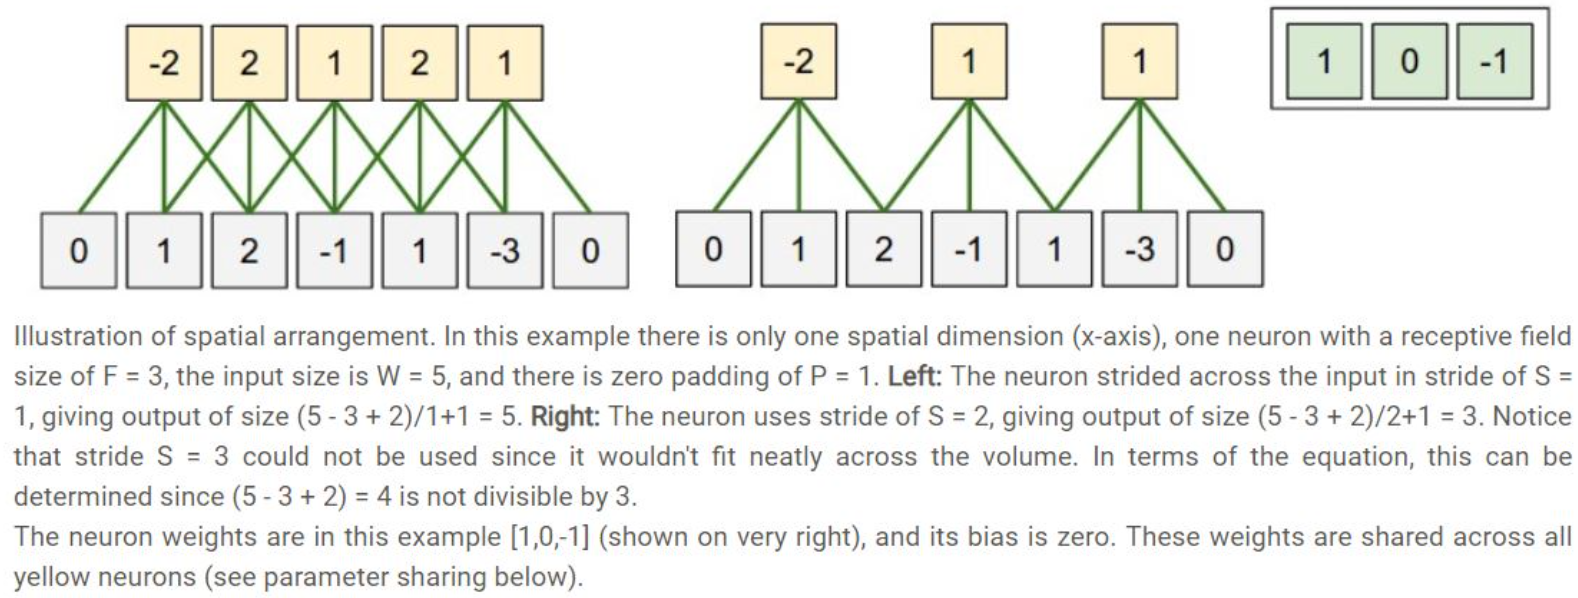 -2 2 1 2 1 -2 1 1 1 0 -1
0 1 2 -1 1 -3 0 0 1 2 -1 1 -3 0
Illustration of spatial arrangement. In this example there is only one spatial dimension (x-axis), one neuron with a receptive field
size of F = 3, the input size is W = 5, and there is zero padding of P = 1. Left: The neuron strided across the input in stride of S =
1, giving output of size (5 - 3 + 2)/1+1 = 5. Right: The neuron uses stride of S = 2, giving output of size (5 - 3 + 2)/2+1 = 3. Notice
that stride S = 3 could not be used since it wouldn't fit neatly across the volume. In terms of the equation, this can be
determined since (5 - 3 + 2) = 4 is not divisible by 3.
The neuron weights are in this example [1,0,-1] (shown on very right), and its bias is zero. These weights are shared across all
yellow neurons (see parameter sharing below).